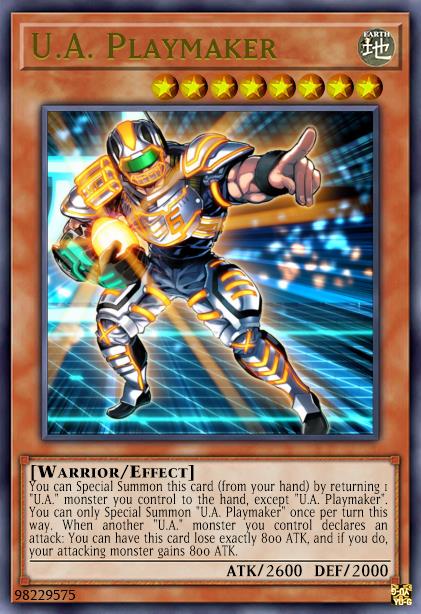 U.A. Playmaker
EARTH
地
[Warrior/Effect]
You can Special Summon this card (from your hand) by returning 1
"U.A." monster you control to the hand, except "U.A. Playmaker".
You can only Special Summon "U.A. Playmaker" once per turn this
way. When another "U.A." monster you control declares an
attack: You can have this card lose exactly 800 ATK, and if you do,
your attacking monster gains 800 ATK.
ATK/2600 DEF/2000
98229575